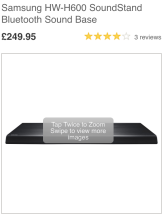 Samsung HW-H600 SoundStand
Bluetooth Sound Base
£249.95
3 reviews
Tap Twice to Zoom
Swipe to view more
images